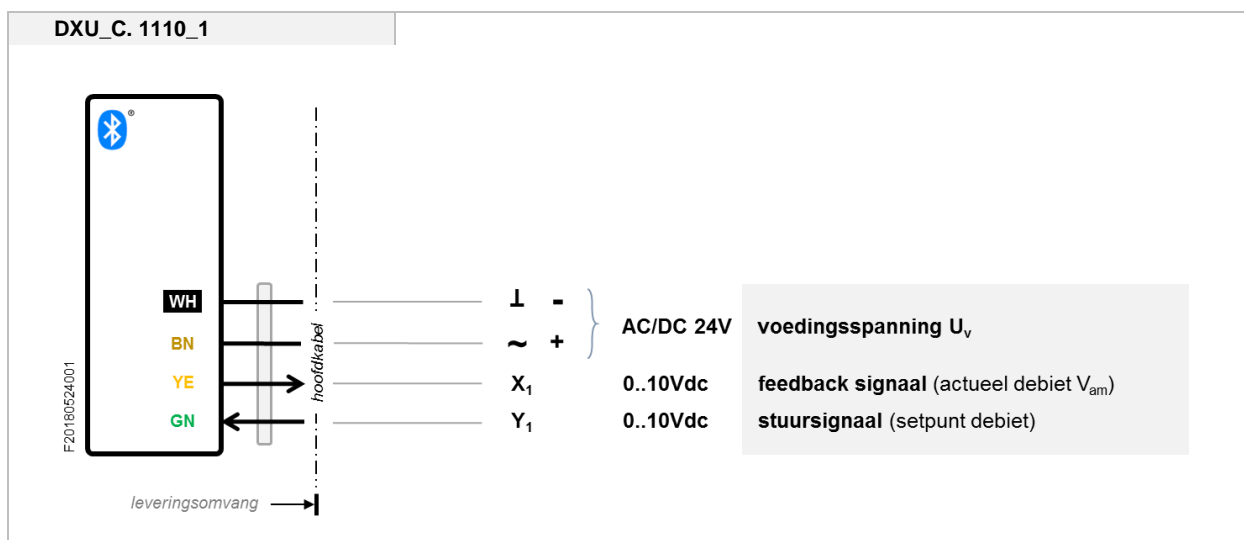 DXU_C. 1110_1
®
WH ⊥ - AC/DC 24V voedingsspanning Uv
BN ~ +
YE X1 0..10Vdc feedback signaal (actueel debiet Vam)
GN Y1 0..10Vdc stuursignaal (setpunt debiet)
hoofdkabel
F20180524001
leveringsomvang